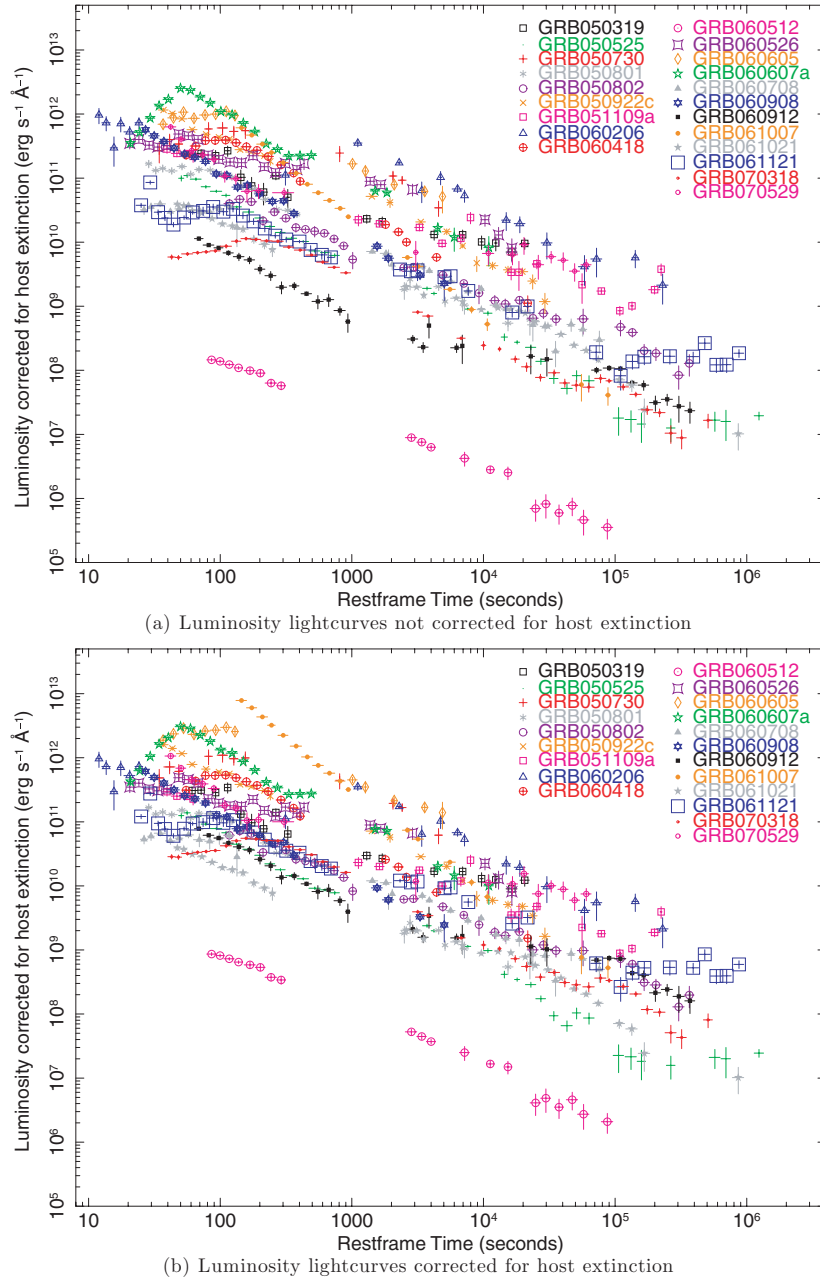 Luminosity corrected for host extinction (erg s⁻¹ Å⁻¹)
10¹³
10¹²
10¹¹
10¹⁰
10⁹
10⁸
10⁷
10⁶
10⁵
GRB050319
GRB050525
GRB050730
GRB050801
GRB050802
GRB050922c
GRB051109a
GRB060206
GRB060418
GRB060512
GRB060526
GRB060605
GRB060607a
GRB060708
GRB060908
GRB060912
GRB061007
GRB061021
GRB061121
GRB070318
GRB070529
10 100 1000 10⁴ 10⁵ 10⁶
Restframe Time (seconds)
(a) Luminosity lightcurves not corrected for host extinction
Luminosity corrected for host extinction (erg s⁻¹ Å⁻¹)
10¹³
10¹²
10¹¹
10¹⁰
10⁹
10⁸
10⁷
10⁶
10⁵
GRB050319
GRB050525
GRB050730
GRB050801
GRB050802
GRB050922c
GRB051109a
GRB060206
GRB060418
GRB060512
GRB060526
GRB060605
GRB060607a
GRB060708
GRB060908
GRB060912
GRB061007
GRB061021
GRB061121
GRB070318
GRB070529
10 100 1000 10⁴ 10⁵ 10⁶
Restframe Time (seconds)
(b) Luminosity lightcurves corrected for host extinction